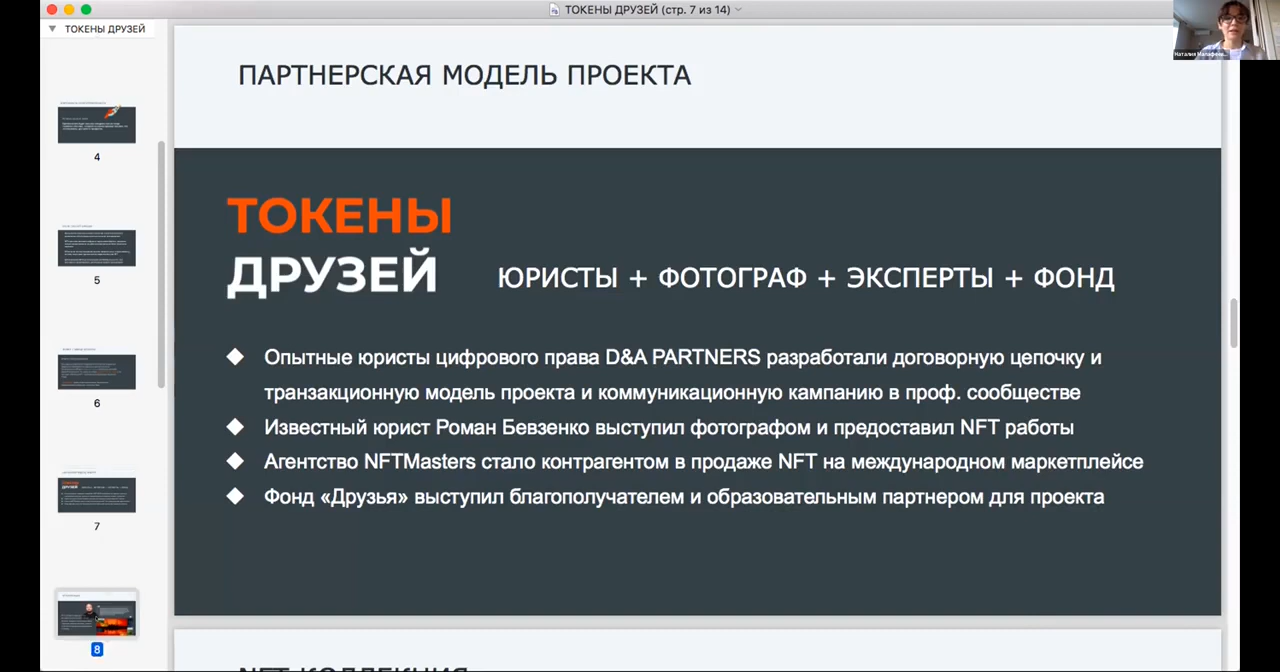 ТОКЕНЫ ДРУЗЕЙ (стр. 7 из 14)
ТОКЕНЫ ДРУЗЕЙ
4
5
6
7
8
ПАРТНЕРСКАЯ МОДЕЛЬ ПРОЕКТА
ТОКЕНЫ
ДРУЗЕЙ
ЮРИСТЫ + ФОТОГРАФ + ЭКСПЕРТЫ + ФОНД
Опытные юристы цифрового права D&A PARTNERS разработали договорную цепочку и
транзакционную модель проекта и коммуникационную кампанию в проф. сообществе
Известный юрист Роман Бевзенко выступил фотографом и предоставил NFT работы
Агентство NFTMasters стало контрагентом в продаже NFT на международном маркетплейсе
Фонд «Друзья» выступил благополучателем и образовательным партнером для проекта
NFT КОЛЛЕКЦИЯ
Наталия